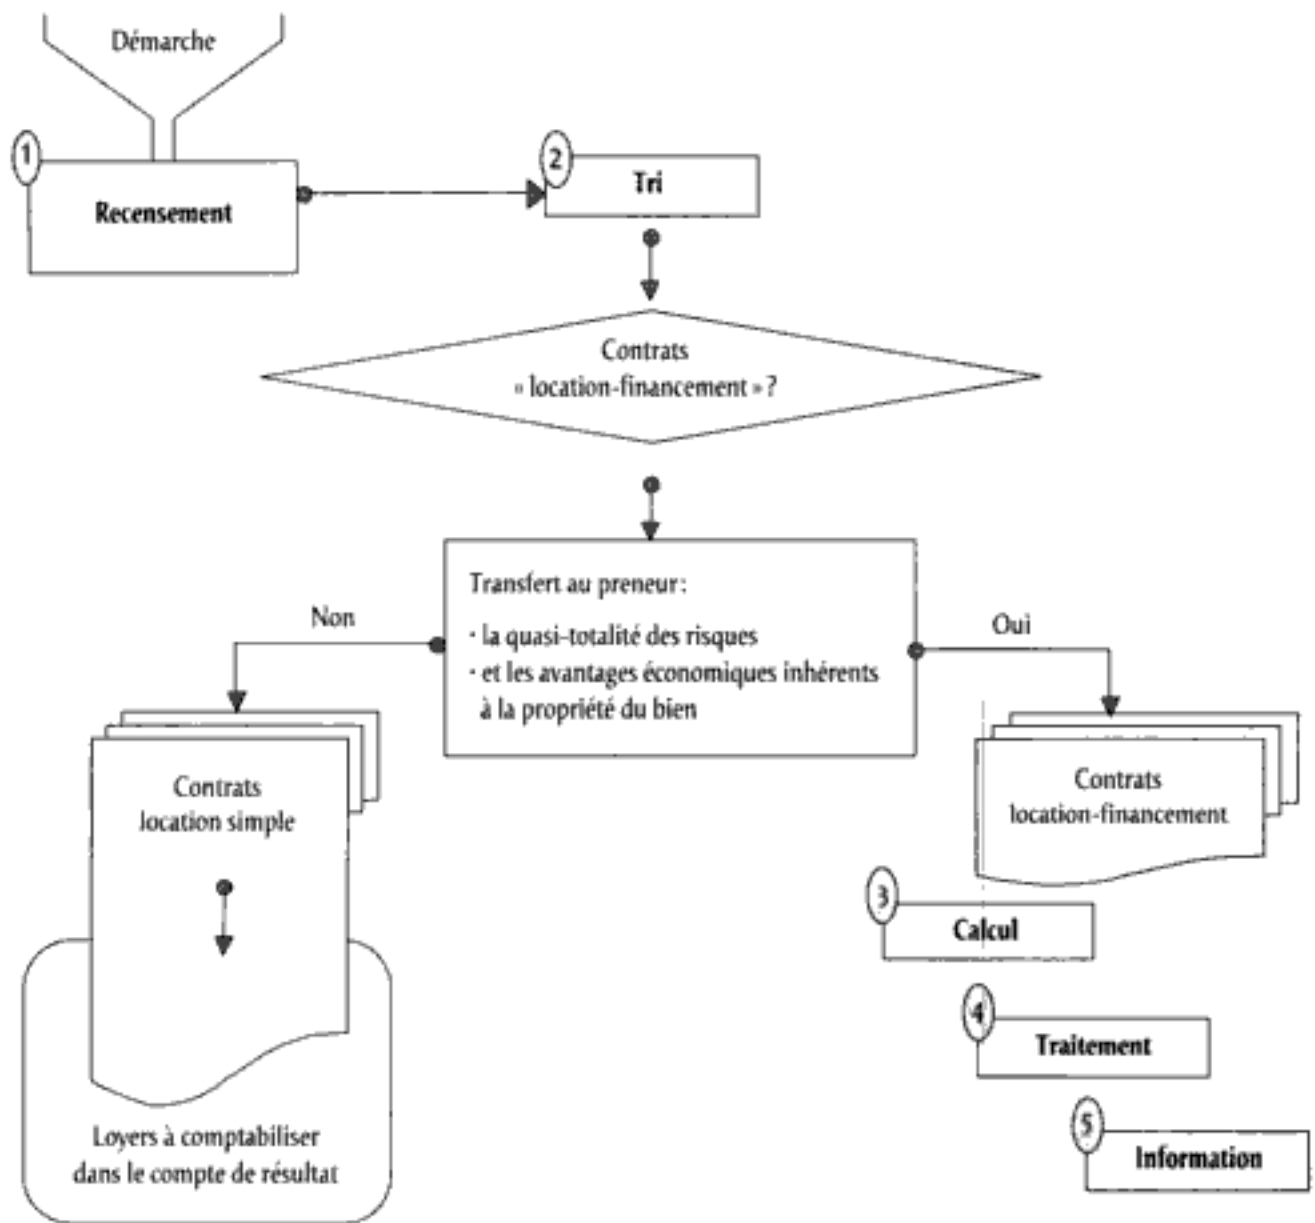 Démarche
1
Recensement
2
Tri
Contrats
« location-financement » ?
Transfert au preneur :
· la quasi-totalité des risques
· et les avantages économiques inhérents
à la propriété du bien
Non
Oui
Contrats
location simple
Loyers à comptabiliser
dans le compte de résultat
Contrats
location-financement
3
Calcul
4
Traitement
5
Information